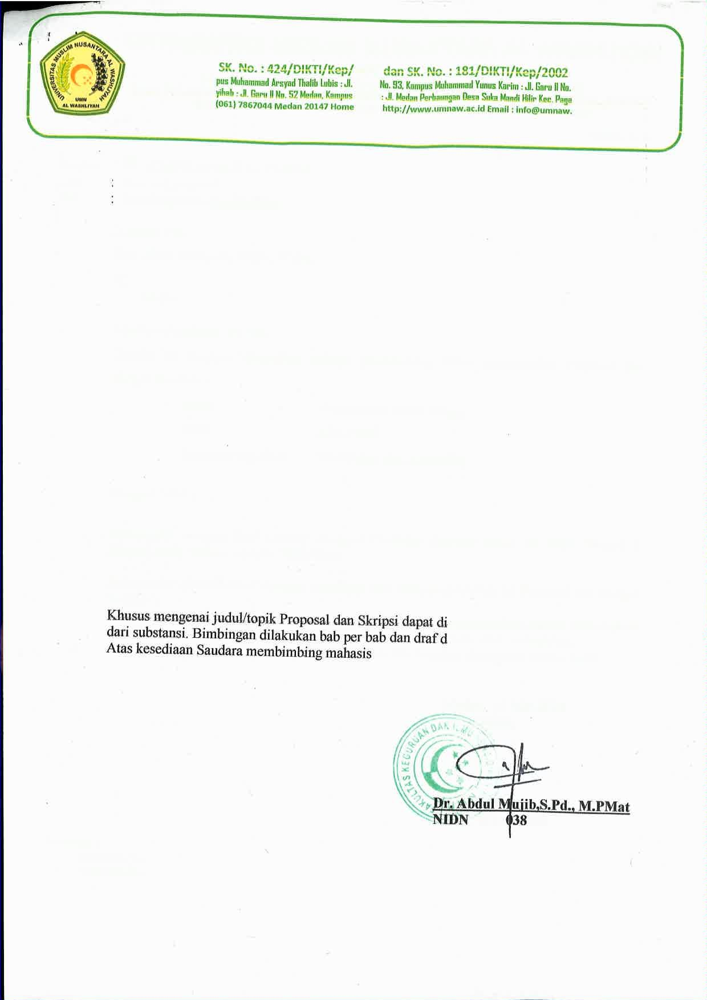 UNIVERSITAS MUSLIM NUSANTARA AL WASHLIYAH
UMN
AL WASHLIYAH
SK. No. : 424/DIKTI/Kep/ dan SK. No. : 181/DIKTI/Kep/2002
pus Muhammad Arsyad Thalib Lubis : Jl. No. 93, Kampus Muhammad Yunus Karim : Jl. Garu II No.
yihab : Jl. Garu II No. 52 Medan, Kampus : Jl. Medan Perbaungan Desa Suka Mandi Hilir Kec. Page
(061) 7867044 Medan 20147 Home http://www.umnaw.ac.id Email : info@umnaw.
:
:
Khusus mengenai judul/topik Proposal dan Skripsi dapat di
dari substansi. Bimbingan dilakukan bab per bab dan draf d
Atas kesediaan Saudara membimbing mahasis
FAKULTAS KEGURUAN DAN ILMU
Dr. Abdul Mujib,S.Pd., M.PMat
NIDN 038